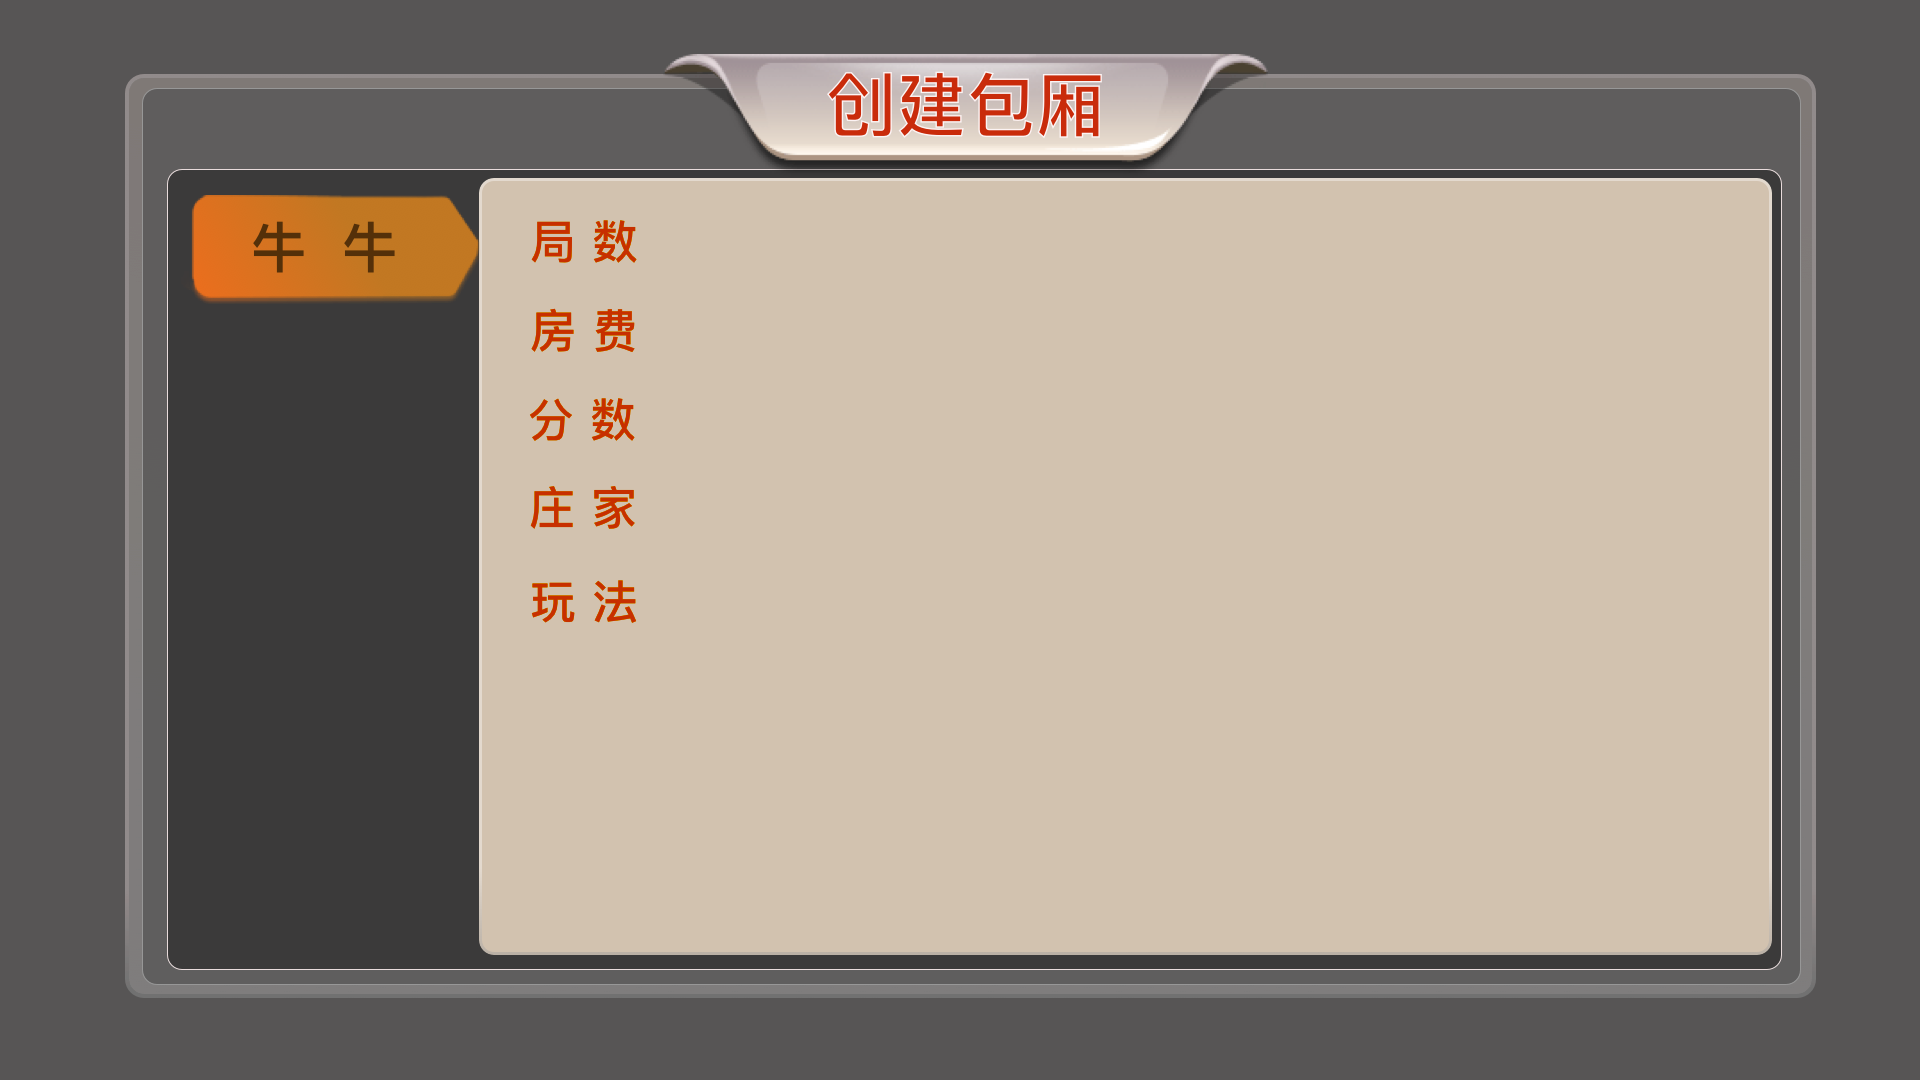 创建包厢
牛 牛
局 数
房 费
分 数
庄 家
玩 法